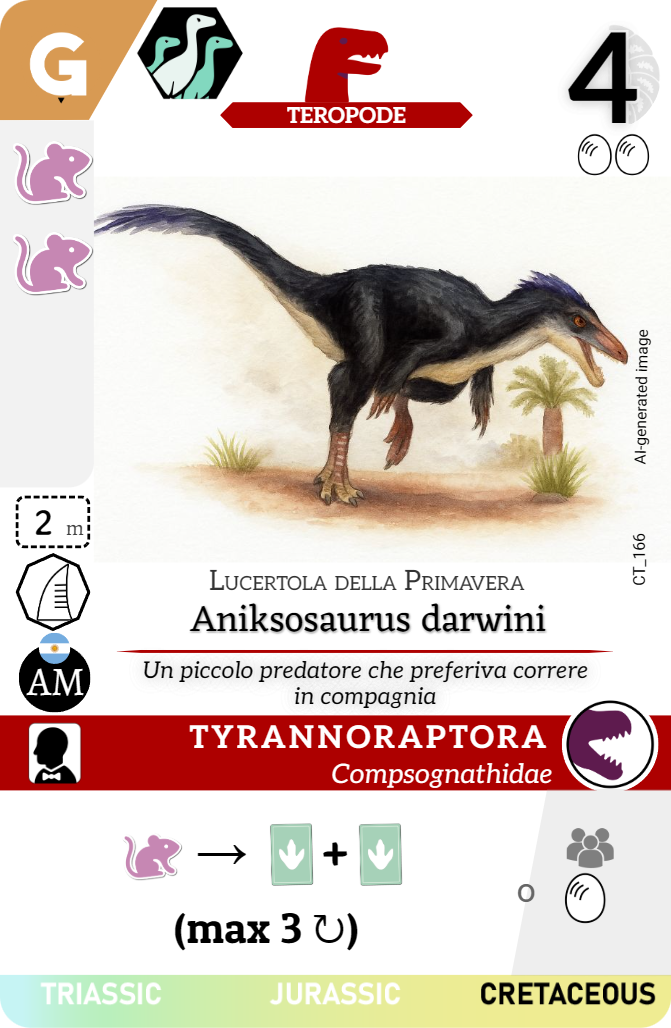 G
TEROPODE
4
AI-generated image
CT_166
2 m
AM
Lucertola della Primavera
Aniksosaurus darwini
Un piccolo predatore che preferiva correre
in compagnia
TYRANNORAPTORA
Compsognathidae
→ +
o
(max 3 ↻)
TRIASSIC JURASSIC CRETACEOUS